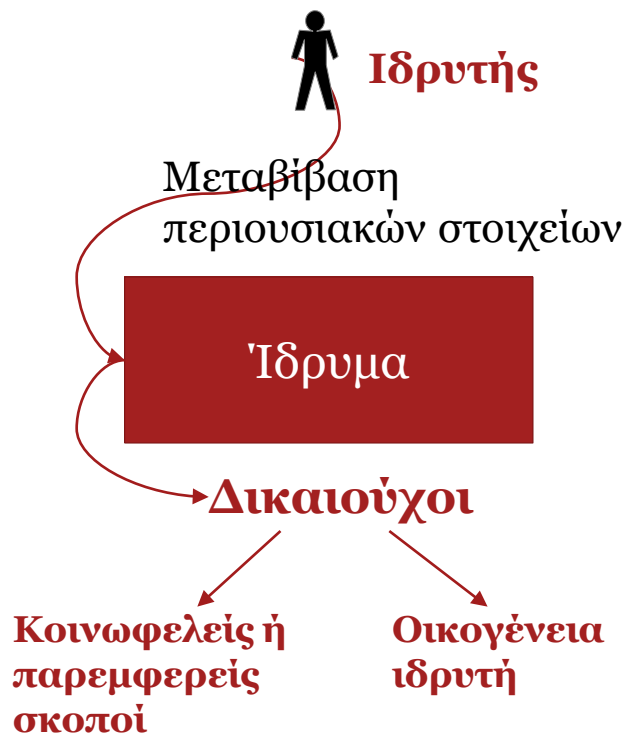 Ιδρυτής
Μεταβίβαση
περιουσιακών στοιχείων
Ίδρυμα
Δικαιούχοι
Κοινωφελείς ή
παρεμφερείς
σκοποί
Οικογένεια
ιδρυτή